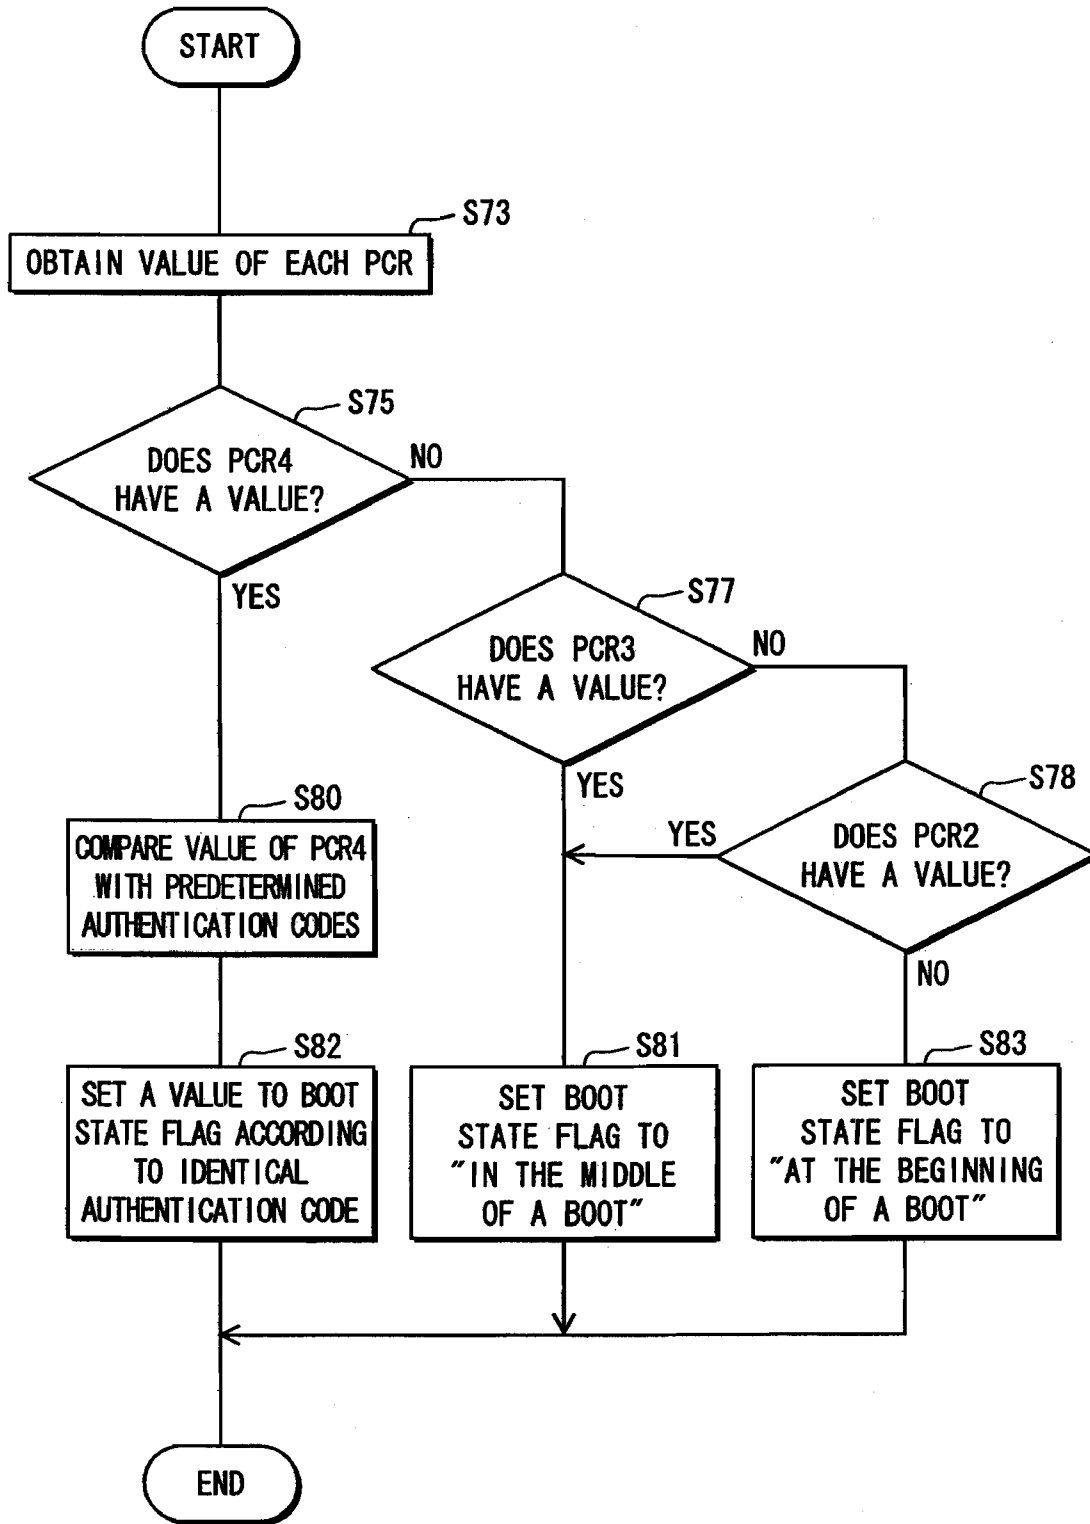 START
S73
OBTAIN VALUE OF EACH PCR
S75
DOES PCR4
HAVE A VALUE?
NO
YES
S77
DOES PCR3
HAVE A VALUE?
NO
YES
S78
DOES PCR2
HAVE A VALUE?
YES
NO
S80
COMPARE VALUE OF PCR4
WITH PREDETERMINED
AUTHENTICATION CODES
S82
SET A VALUE TO BOOT
STATE FLAG ACCORDING
TO IDENTICAL
AUTHENTICATION CODE
S81
SET BOOT
STATE FLAG TO
"IN THE MIDDLE
OF A BOOT"
S83
SET BOOT
STATE FLAG TO
"AT THE BEGINNING
OF A BOOT"
END